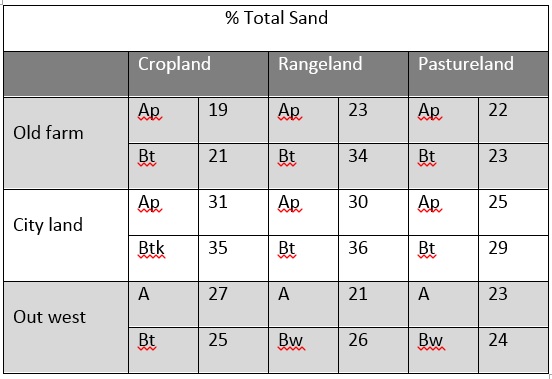 % Total Sand
Cropland Rangeland Pastureland
Old farm Ap 19 Ap 23 Ap 22
Bt 21 Bt 34 Bt 23
City land Ap 31 Ap 30 Ap 25
Btk 35 Bt 36 Bt 29
Out west A 27 A 21 A 23
Bt 25 Bw 26 Bw 24